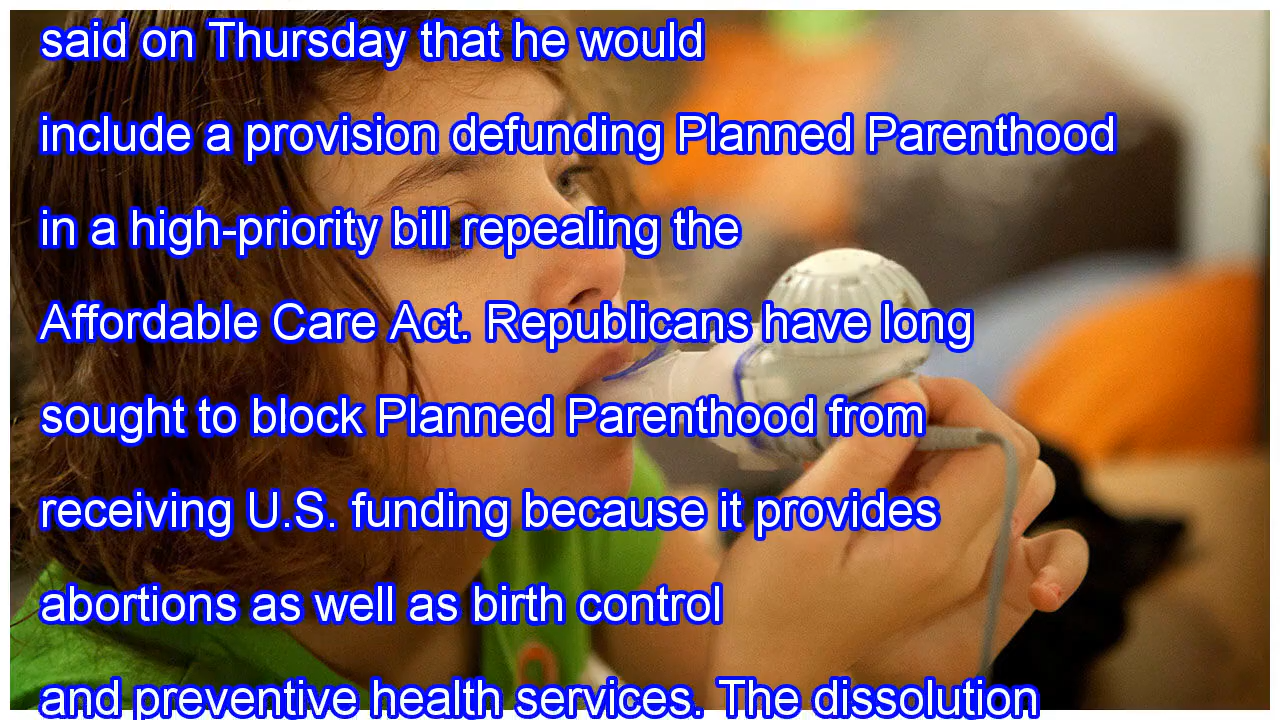 said on Thursday that he would
include a provision defunding Planned Parenthood
in a high-priority bill repealing the
Affordable Care Act. Republicans have long
sought to block Planned Parenthood from
receiving U.S. funding because it provides
abortions as well as birth control
and preventive health services. The dissolution